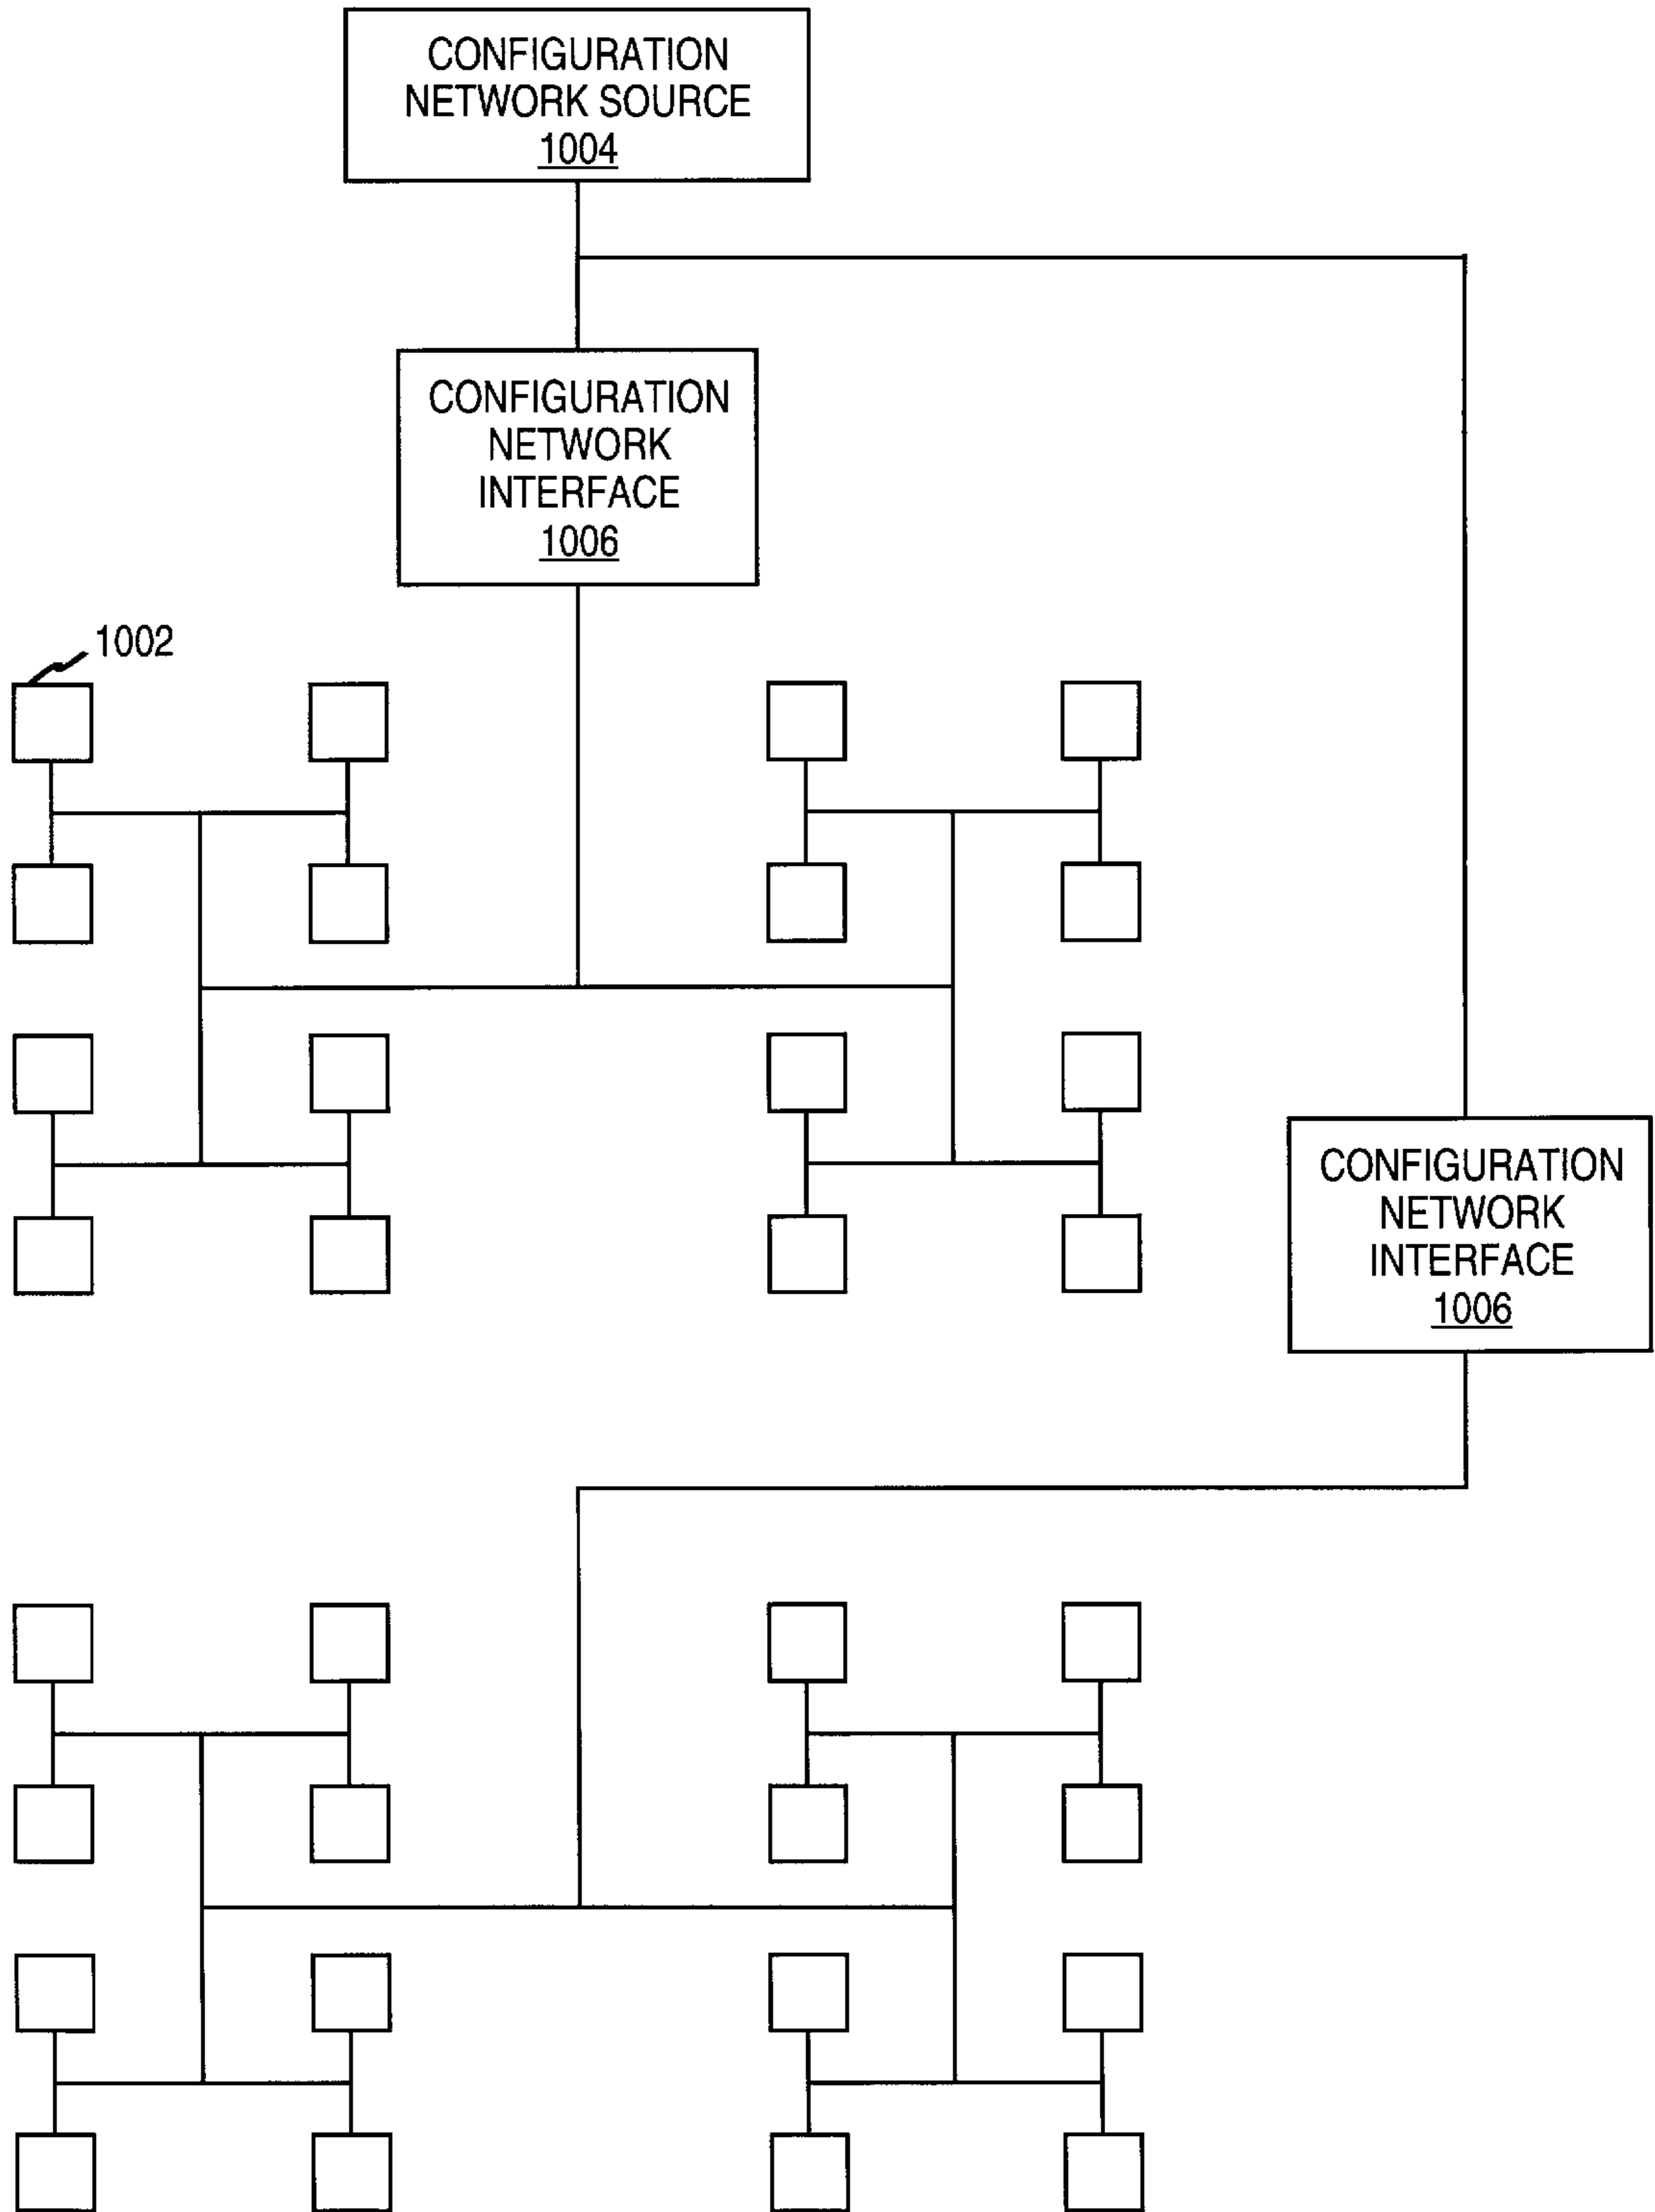 CONFIGURATION
NETWORK SOURCE
1004
CONFIGURATION
NETWORK
INTERFACE
1006
1002
CONFIGURATION
NETWORK
INTERFACE
1006